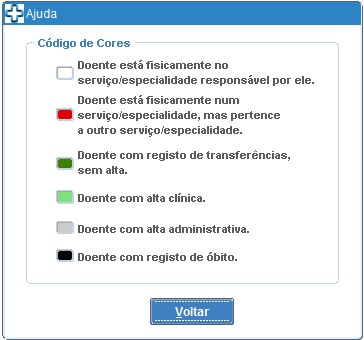 Ajuda
Código de Cores
Doente está fisicamente no
serviço/especialidade responsável por ele.
Doente está fisicamente num
serviço/especialidade, mas pertence
a outro serviço/especialidade.
Doente com registo de transferências,
sem alta.
Doente com alta clínica.
Doente com alta administrativa.
Doente com registo de óbito.
Voltar